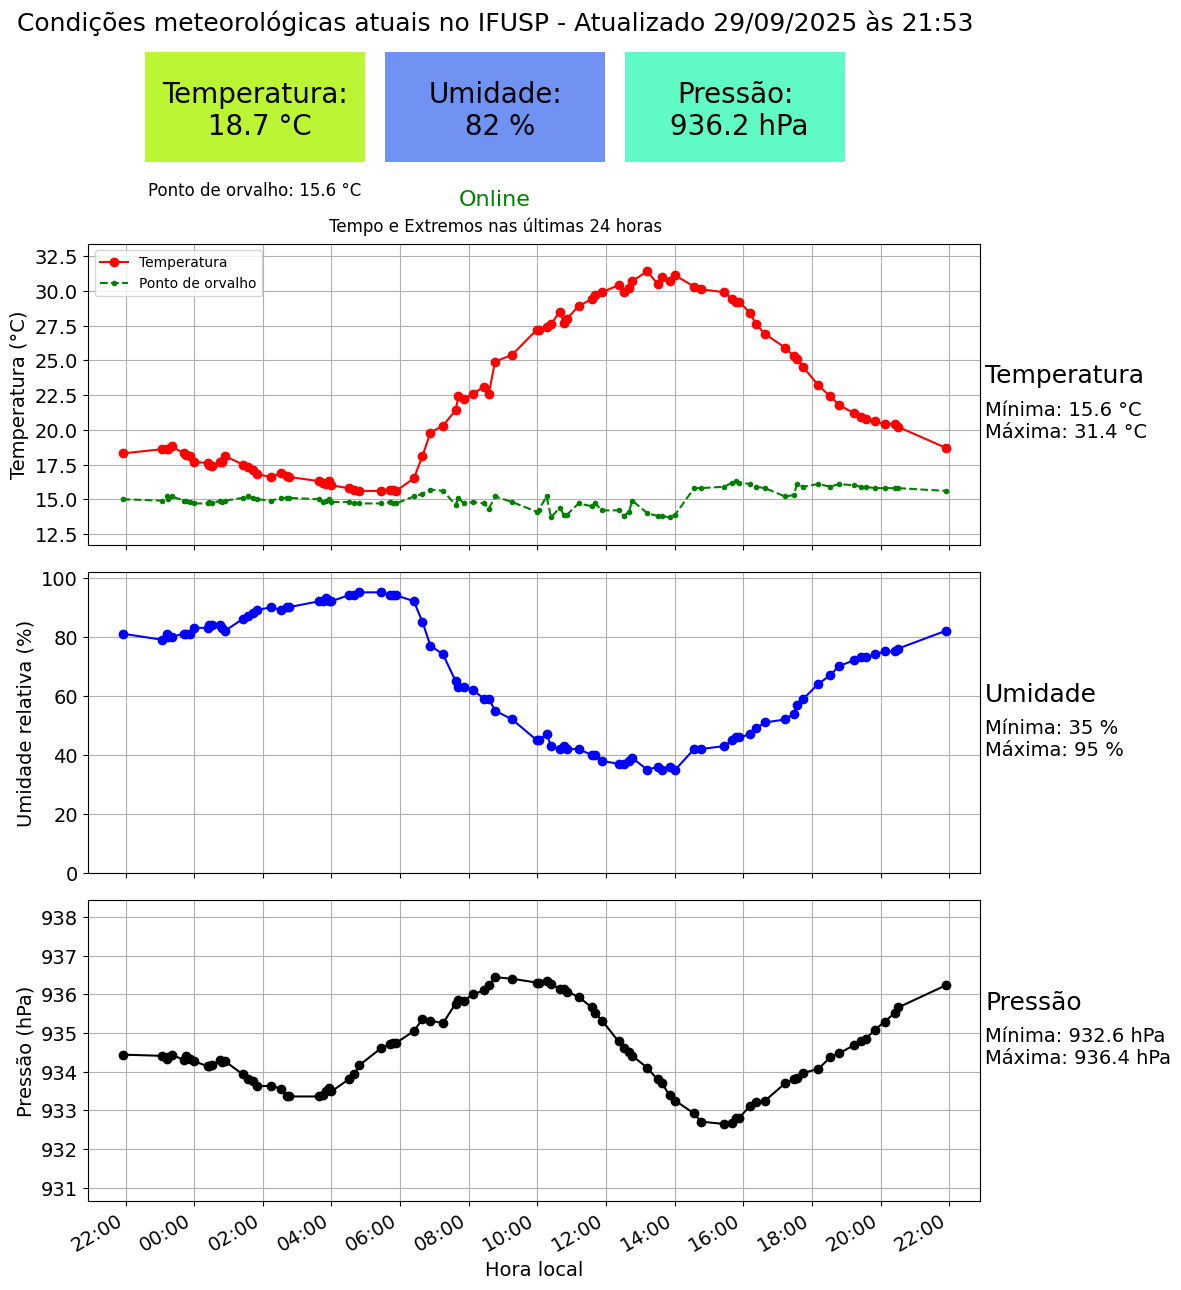 Condições meteorológicas atuais no IFUSP - Atualizado 29/09/2025 às 21:53
Temperatura:
18.7 °C
Umidade:
82 %
Pressão:
936.2 hPa
Ponto de orvalho: 15.6 °C
Online
Tempo e Extremos nas últimas 24 horas
Temperatura
Ponto de orvalho
Temperatura (°C)
32.5
30.0
27.5
25.0
22.5
20.0
17.5
15.0
12.5
Temperatura
Mínima: 15.6 °C
Máxima: 31.4 °C
Umidade relativa (%)
100
80
60
40
20
0
Umidade
Mínima: 35 %
Máxima: 95 %
Pressão (hPa)
938
937
936
935
934
933
932
931
Pressão
Mínima: 932.6 hPa
Máxima: 936.4 hPa
22:00 00:00 02:00 04:00 06:00 08:00 10:00 12:00 14:00 16:00 18:00 20:00 22:00
Hora local